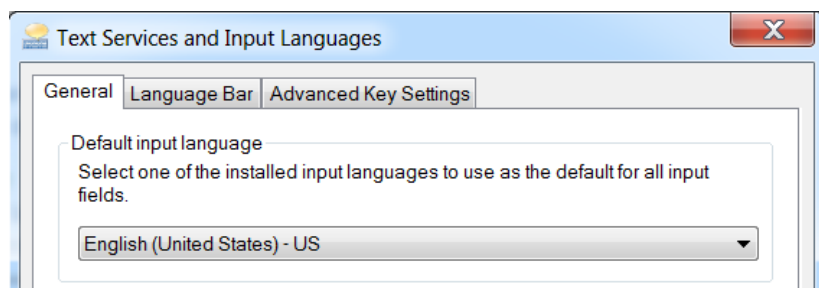 Text Services and Input Languages
General Language Bar Advanced Key Settings
Default input language
Select one of the installed input languages to use as the default for all input
fields.
English (United States) - US